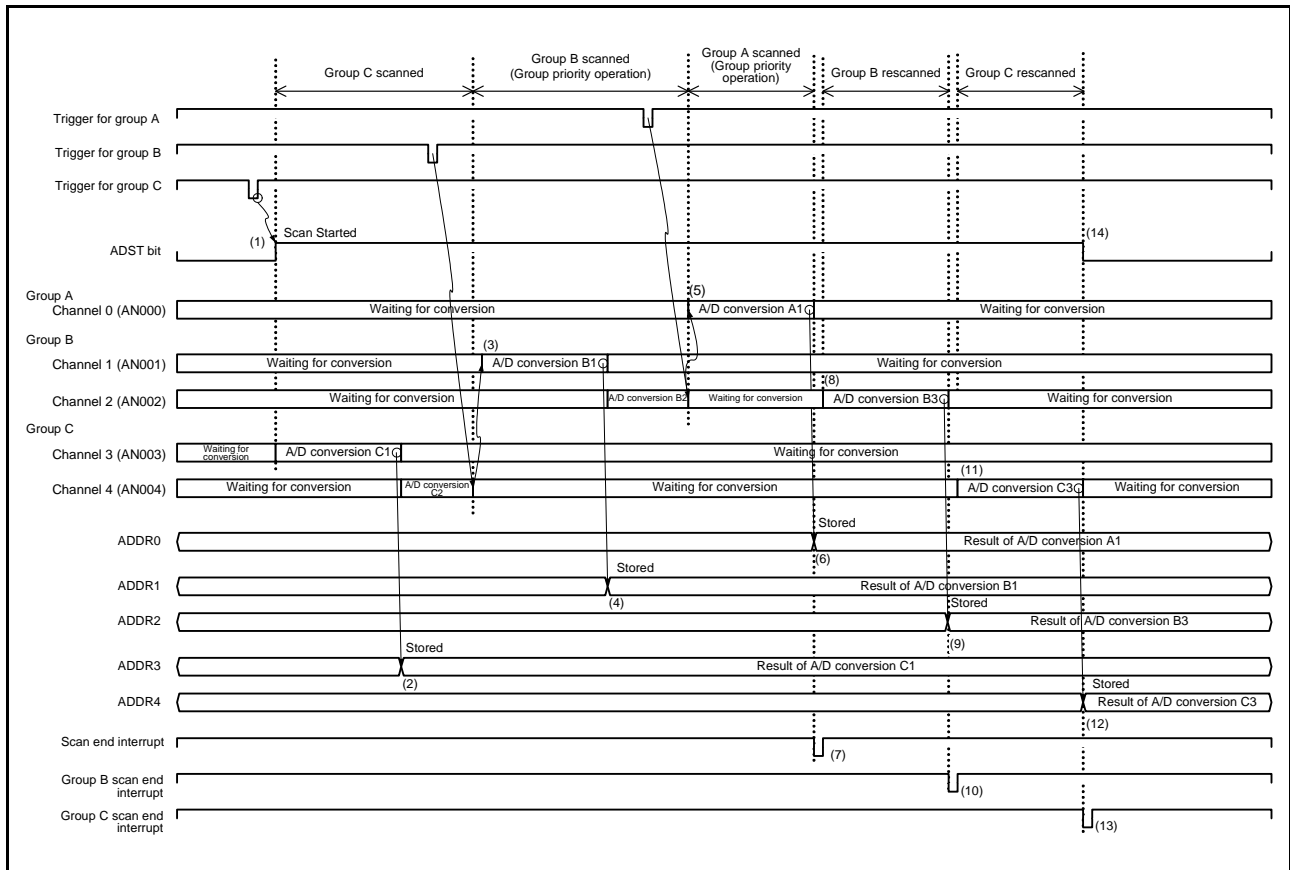 Group C scanned
Group B scanned
(Group priority operation)
Group A scanned
(Group priority
operation)
Group B rescanned
Group C rescanned
Trigger for group A
Trigger for group B
Trigger for group C
(1)
Scan Started
(14)
ADST bit
Group A
(5)
Channel 0 (AN000)
Waiting for conversion
A/D conversion A1
Waiting for conversion
Group B
(3)
Channel 1 (AN001)
Waiting for conversion
A/D conversion B1
Waiting for conversion
(8)
Channel 2 (AN002)
Waiting for conversion
A/D conversion B2
Waiting for conversion
A/D conversion B3
Waiting for conversion
Group C
Channel 3 (AN003)
Waiting for
conversion
A/D conversion C1
Waiting for conversion
(11)
Channel 4 (AN004)
Waiting for conversion
A/D conversion
C2
Waiting for conversion
A/D conversion C3
Waiting for conversion
Stored
ADDR0
Result of A/D conversion A1
(6)
Stored
ADDR1
Result of A/D conversion B1
(4)
Stored
ADDR2
Result of A/D conversion B3
(9)
Stored
ADDR3
Result of A/D conversion C1
(2)
Stored
ADDR4
Result of A/D conversion C3
(12)
Scan end interrupt
(7)
Group B scan end
interrupt
(10)
Group C scan end
interrupt
(13)